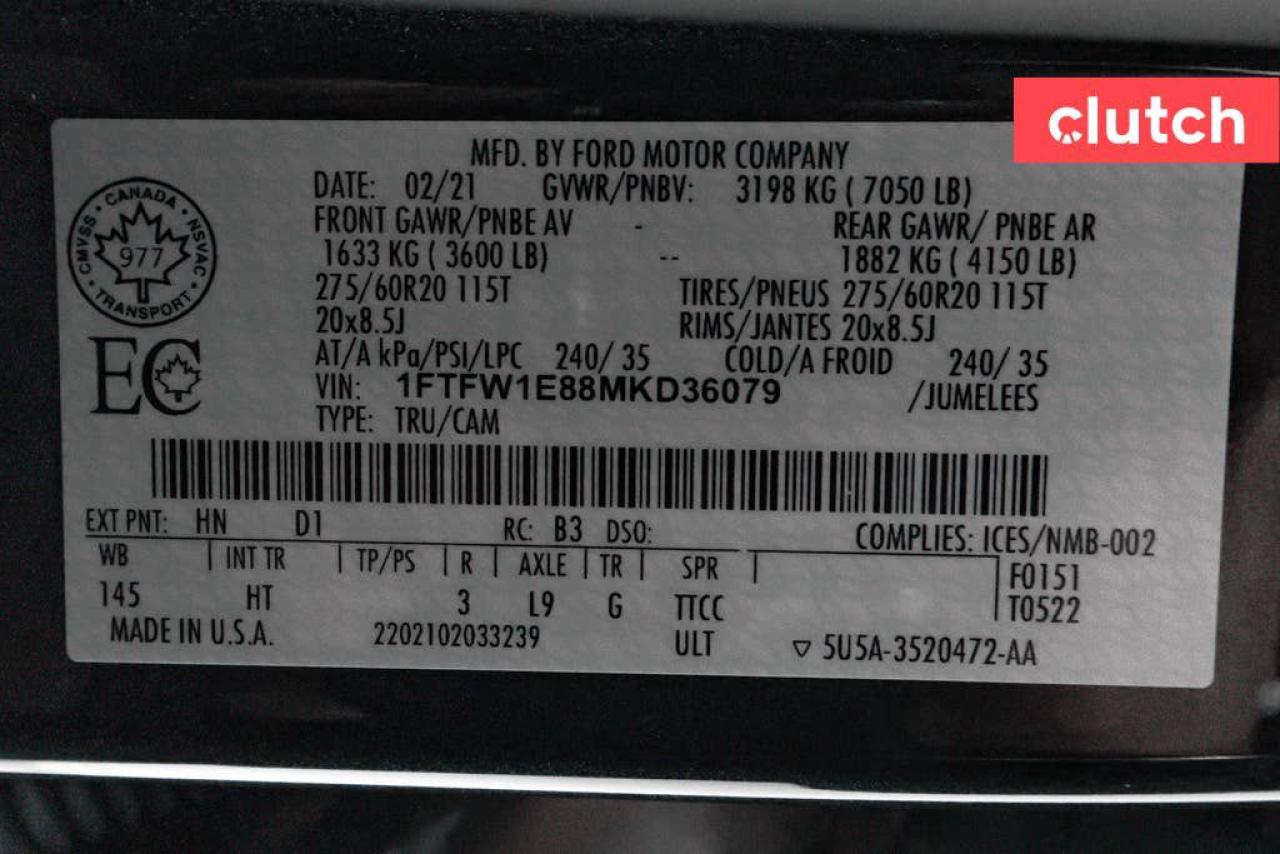 clutch
MFD. BY FORD MOTOR COMPANY
DATE: 02/21 GVWR/PNBV: 3198 KG ( 7050 LB)
FRONT GAWR/PNBE AV - REAR GAWR/ PNBE AR
1633 KG ( 3600 LB) -- 1882 KG ( 4150 LB)
275/60R20 115T TIRES/PNEUS 275/60R20 115T
20x8.5J RIMS/JANTES 20x8.5J
AT/A kPa/PSI/LPC 240/ 35 COLD/A FROID 240/ 35
VIN: 1FTFW1E88MKD36079 /JUMELEES
TYPE: TRU/CAM
CANADA
CMVSS
NSVAC
977
TRANSPORT
EC
EXT PNT: HN D1 RC: B3 DSO: COMPLIES: ICES/NMB-002
WB | INT TR | TP/PS | R | AXLE | TR | SPR | F0151
145 HT 3 L9 G TTCC T0522
MADE IN U.S.A. 2202102033239 ULT ▽ 5U5A-3520472-AA